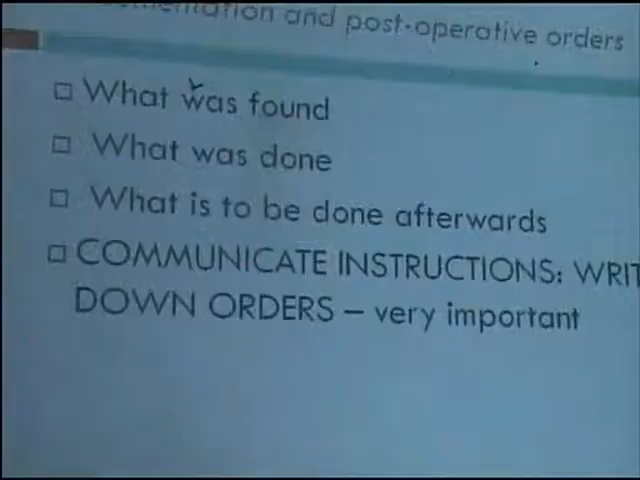 and post-operative orders
What was found
What was done
What is to be done afterwards
COMMUNICATE INSTRUCTIONS:
DOWN ORDERS – very important